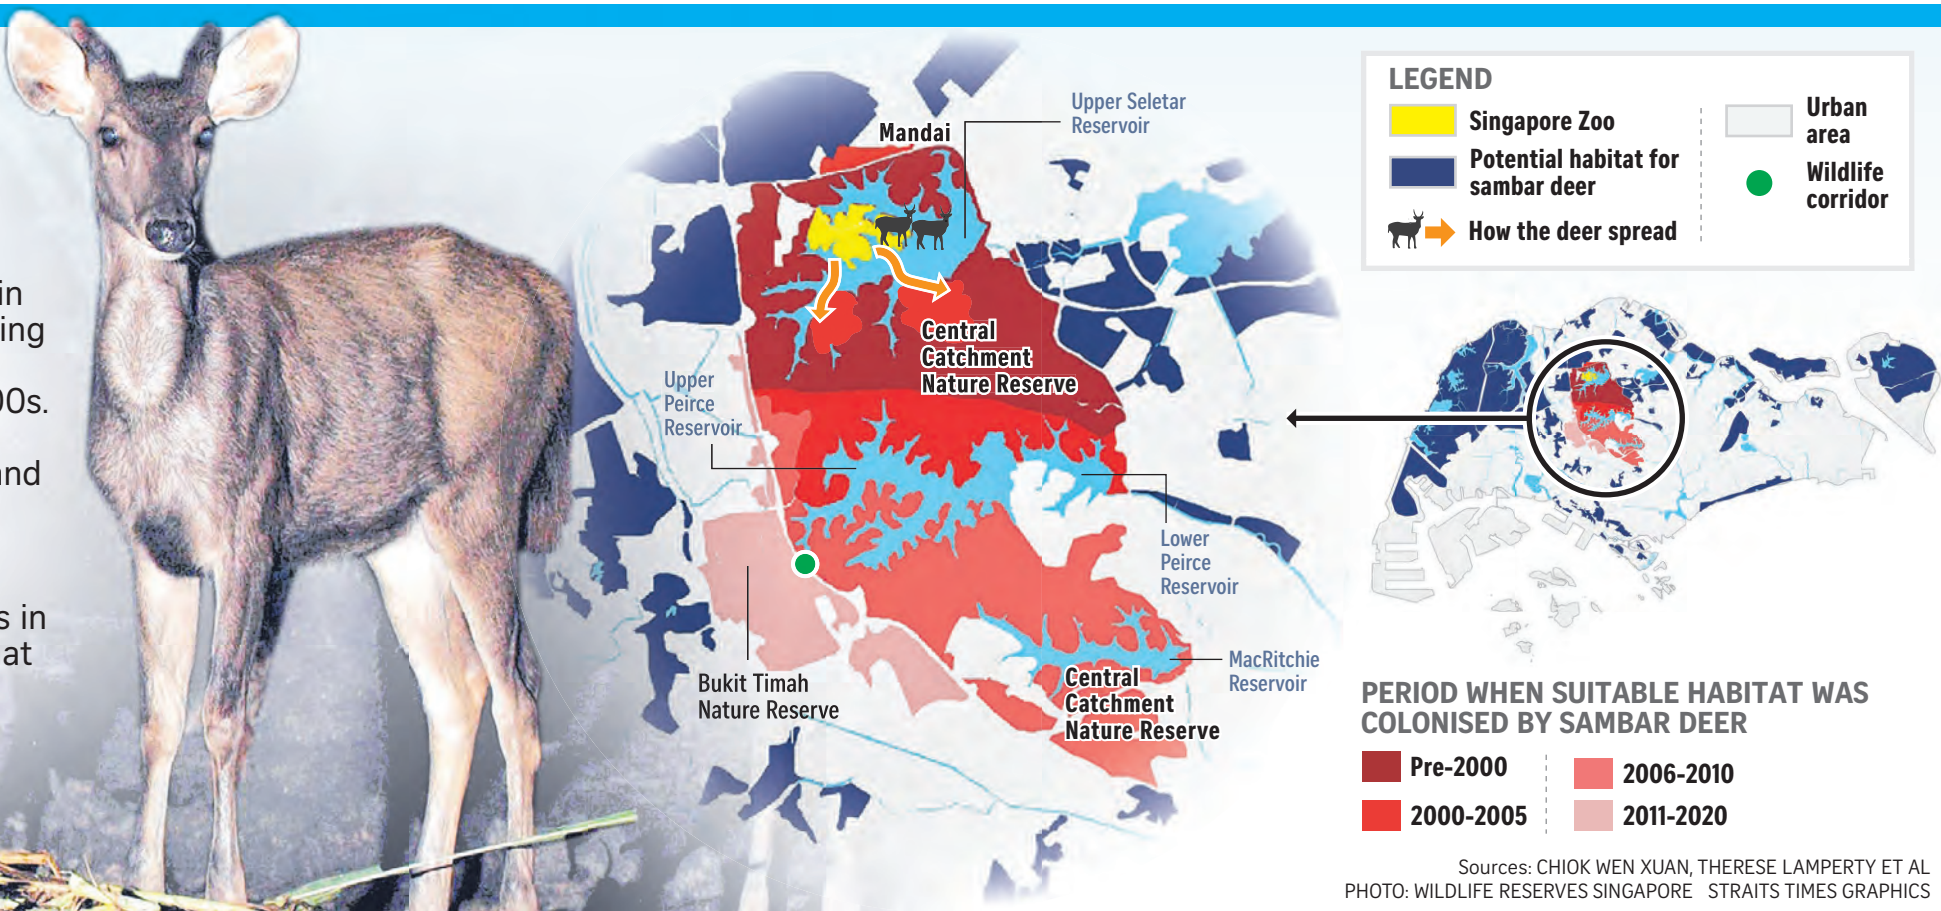 in
ing
00s.
and
s in
at
Mandai
Upper Seletar
Reservoir
Central
Catchment
Nature Reserve
Upper
Peirce
Reservoir
Lower
Peirce
Reservoir
Bukit Timah
Nature Reserve
MacRitchie
Reservoir
Central
Catchment
Nature Reserve
LEGEND
Singapore Zoo
Potential habitat for
sambar deer
How the deer spread
Urban
area
Wildlife
corridor
PERIOD WHEN SUITABLE HABITAT WAS
COLONISED BY SAMBAR DEER
Pre-2000
2000-2005
2006-2010
2011-2020
Sources: CHIOK WEN XUAN, THERESE LAMPERTY ET AL
PHOTO: WILDLIFE RESERVES SINGAPORE STRAITS TIMES GRAPHICS